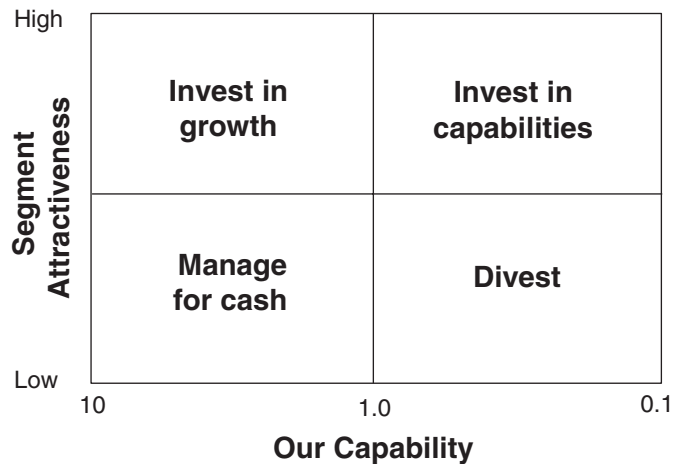 High
Invest in
growth
Invest in
capabilities
Segment
Attractiveness
Manage
for cash
Divest
Low
10
1.0
0.1
Our Capability